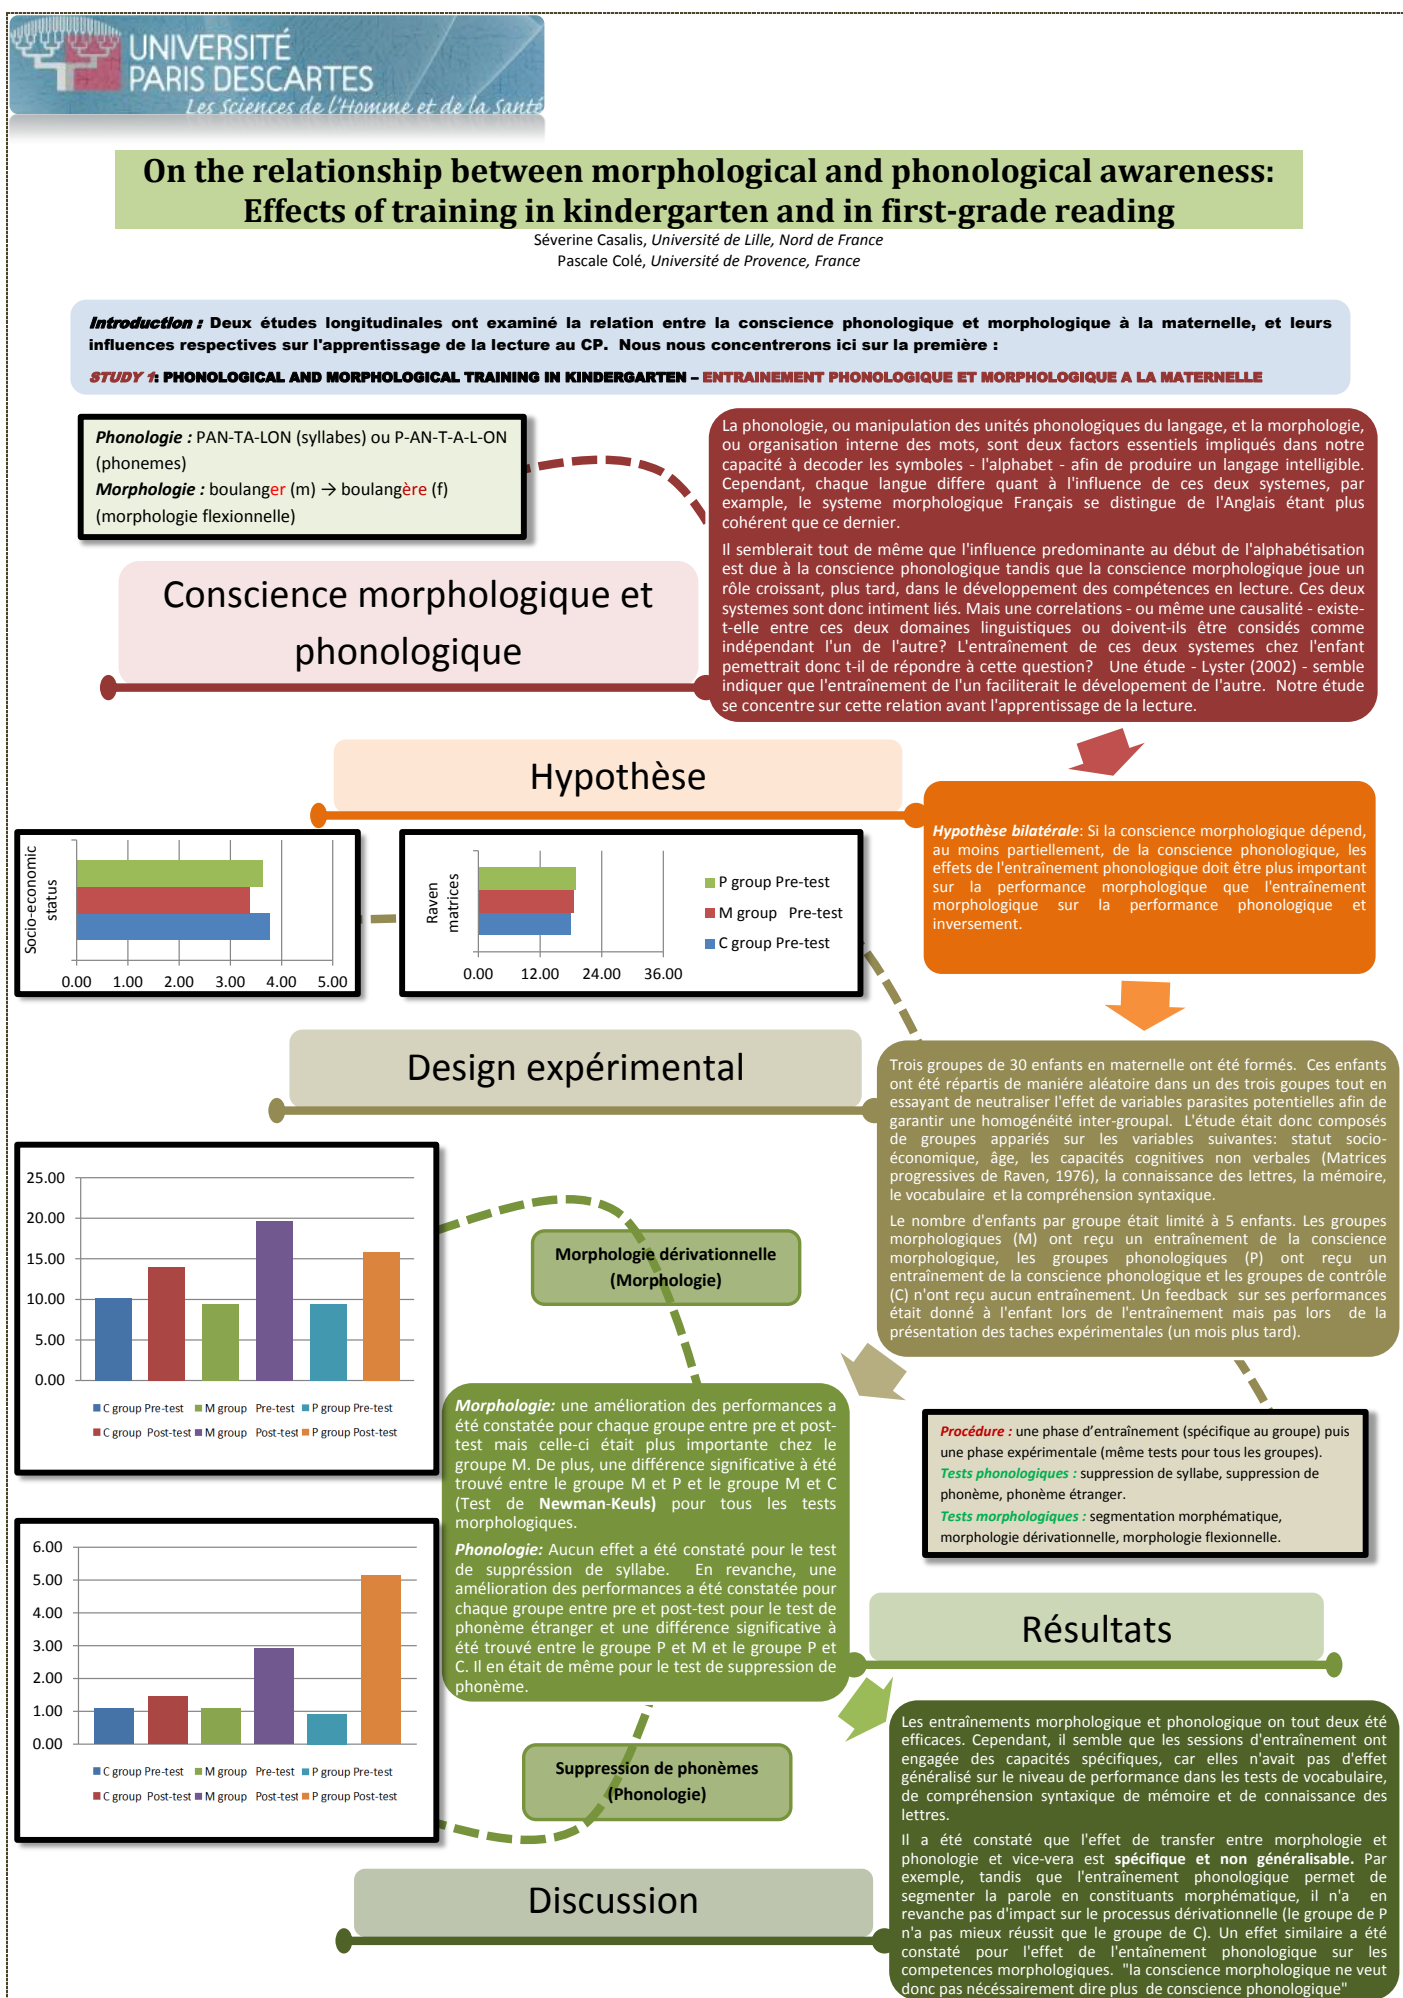 UNIVERSITÉ
PARIS DESCARTES
Les Sciences de l'Homme et de la Santé
On the relationship between morphological and phonological awareness:
Effects of training in kindergarten and in first-grade reading
Séverine Casalis, Université de Lille, Nord de France
Pascale Colé, Université de Provence, France
Introduction : Deux études longitudinales ont examiné la relation entre la conscience phonologique et morphologique à la maternelle, et leurs
influences respectives sur l'apprentissage de la lecture au CP. Nous nous concentrerons ici sur la première :
STUDY 1: PHONOLOGICAL AND MORPHOLOGICAL TRAINING IN KINDERGARTEN – ENTRAINEMENT PHONOLOGIQUE ET MORPHOLOGIQUE A LA MATERNELLE
Phonologie : PAN-TA-LON (syllabes) ou P-AN-T-A-L-ON
(phonemes)
Morphologie : boulanger (m) → boulangère (f)
(morphologie flexionnelle)
La phonologie, ou manipulation des unités phonologiques du langage, et la morphologie,
ou organisation interne des mots, sont deux factors essentiels impliqués dans notre
capacité à decoder les symboles - l'alphabet - afin de produire un langage intelligible.
Cependant, chaque langue differe quant à l'influence de ces deux systemes, par
example, le systeme morphologique Français se distingue de l'Anglais étant plus
cohérent que ce dernier.
Il semblerait tout de même que l'influence predominante au début de l'alphabétisation
est due à la conscience phonologique tandis que la conscience morphologique joue un
rôle croissant, plus tard, dans le développement des compétences en lecture. Ces deux
systemes sont donc intiment liés. Mais une correlations - ou même une causalité - existe-
t-elle entre ces deux domaines linguistiques ou doivent-ils être considés comme
indépendant l'un de l'autre? L'entraînement de ces deux systemes chez l'enfant
pemettrait donc t-il de répondre à cette question? Une étude - Lyster (2002) - semble
indiquer que l'entraînement de l'un faciliterait le dévelopement de l'autre. Notre étude
se concentre sur cette relation avant l'apprentissage de la lecture.
Conscience morphologique et
phonologique
Hypothèse
Hypothèse bilatérale: Si la conscience morphologique dépend,
au moins partiellement, de la conscience phonologique, les
effets de l'entraînement phonologique doit être plus important
sur la performance morphologique que l'entraînement
morphologique sur la performance phonologique et
inversement.
Socio-economic
status
0.00 1.00 2.00 3.00 4.00 5.00
Raven
matrices
0.00 12.00 24.00 36.00
P group Pre-test
M group Pre-test
C group Pre-test
Design expérimental
Trois groupes de 30 enfants en maternelle ont été formés. Ces enfants
ont été répartis de maniére aléatoire dans un des trois goupes tout en
essayant de neutraliser l'effet de variables parasites potentielles afin de
garantir une homogénéité inter-groupal. L'étude était donc composés
de groupes appariés sur les variables suivantes: statut socio-
économique, âge, les capacités cognitives non verbales (Matrices
progressives de Raven, 1976), la connaissance des lettres, la mémoire,
le vocabulaire et la compréhension syntaxique.
Le nombre d'enfants par groupe était limité à 5 enfants. Les groupes
morphologiques (M) ont reçu un entraînement de la conscience
morphologique, les groupes phonologiques (P) ont reçu un
entraînement de la conscience phonologique et les groupes de contrôle
(C) n'ont reçu aucun entraînement. Un feedback sur ses performances
était donné à l'enfant lors de l'entraînement mais pas lors de la
présentation des taches expérimentales (un mois plus tard).
25.00
20.00
15.00
10.00
5.00
0.00
C group Pre-test M group Pre-test P group Pre-test
C group Post-test M group Post-test P group Post-test
Morphologie dérivationnelle
(Morphologie)
Morphologie: une amélioration des performances a
été constatée pour chaque groupe entre pre et post-
test mais celle-ci était plus importante chez le
groupe M. De plus, une différence significative à été
trouvé entre le groupe M et P et le groupe M et C
(Test de Newman-Keuls) pour tous les tests
morphologiques.
Phonologie: Aucun effet a été constaté pour le test
de suppréssion de syllabe. En revanche, une
amélioration des performances a été constatée pour
chaque groupe entre pre et post-test pour le test de
phonème étranger et une différence significative à
été trouvé entre le groupe P et M et le groupe P et
C. Il en était de même pour le test de suppression de
phonème.
Procédure : une phase d'entraînement (spécifique au groupe) puis
une phase expérimentale (même tests pour tous les groupes).
Tests phonologiques : suppression de syllabe, suppression de
phonème, phonème étranger.
Tests morphologiques : segmentation morphématique,
morphologie dérivationnelle, morphologie flexionnelle.
6.00
5.00
4.00
3.00
2.00
1.00
0.00
C group Pre-test M group Pre-test P group Pre-test
C group Post-test M group Post-test P group Post-test
Résultats
Suppression de phonèmes
(Phonologie)
Les entraînements morphologique et phonologique on tout deux été
efficaces. Cependant, il semble que les sessions d'entraînement ont
engagée des capacités spécifiques, car elles n'avait pas d'effet
généralisé sur le niveau de performance dans les tests de vocabulaire,
de compréhension syntaxique de mémoire et de connaissance des
lettres.
Il a été constaté que l'effet de transfer entre morphologie et
phonologie et vice-vera est spécifique et non généralisable. Par
exemple, tandis que l'entraînement phonologique permet de
segmenter la parole en constituants morphématique, il n'a en
revanche pas d'impact sur le processus dérivationnelle (le groupe de P
n'a pas mieux réussit que le groupe de C). Un effet similaire a été
constaté pour l'effet de l'entaînement phonologique sur les
competences morphologiques. "la conscience morphologique ne veut
donc pas nécéssairement dire plus de conscience phonologique"
Discussion